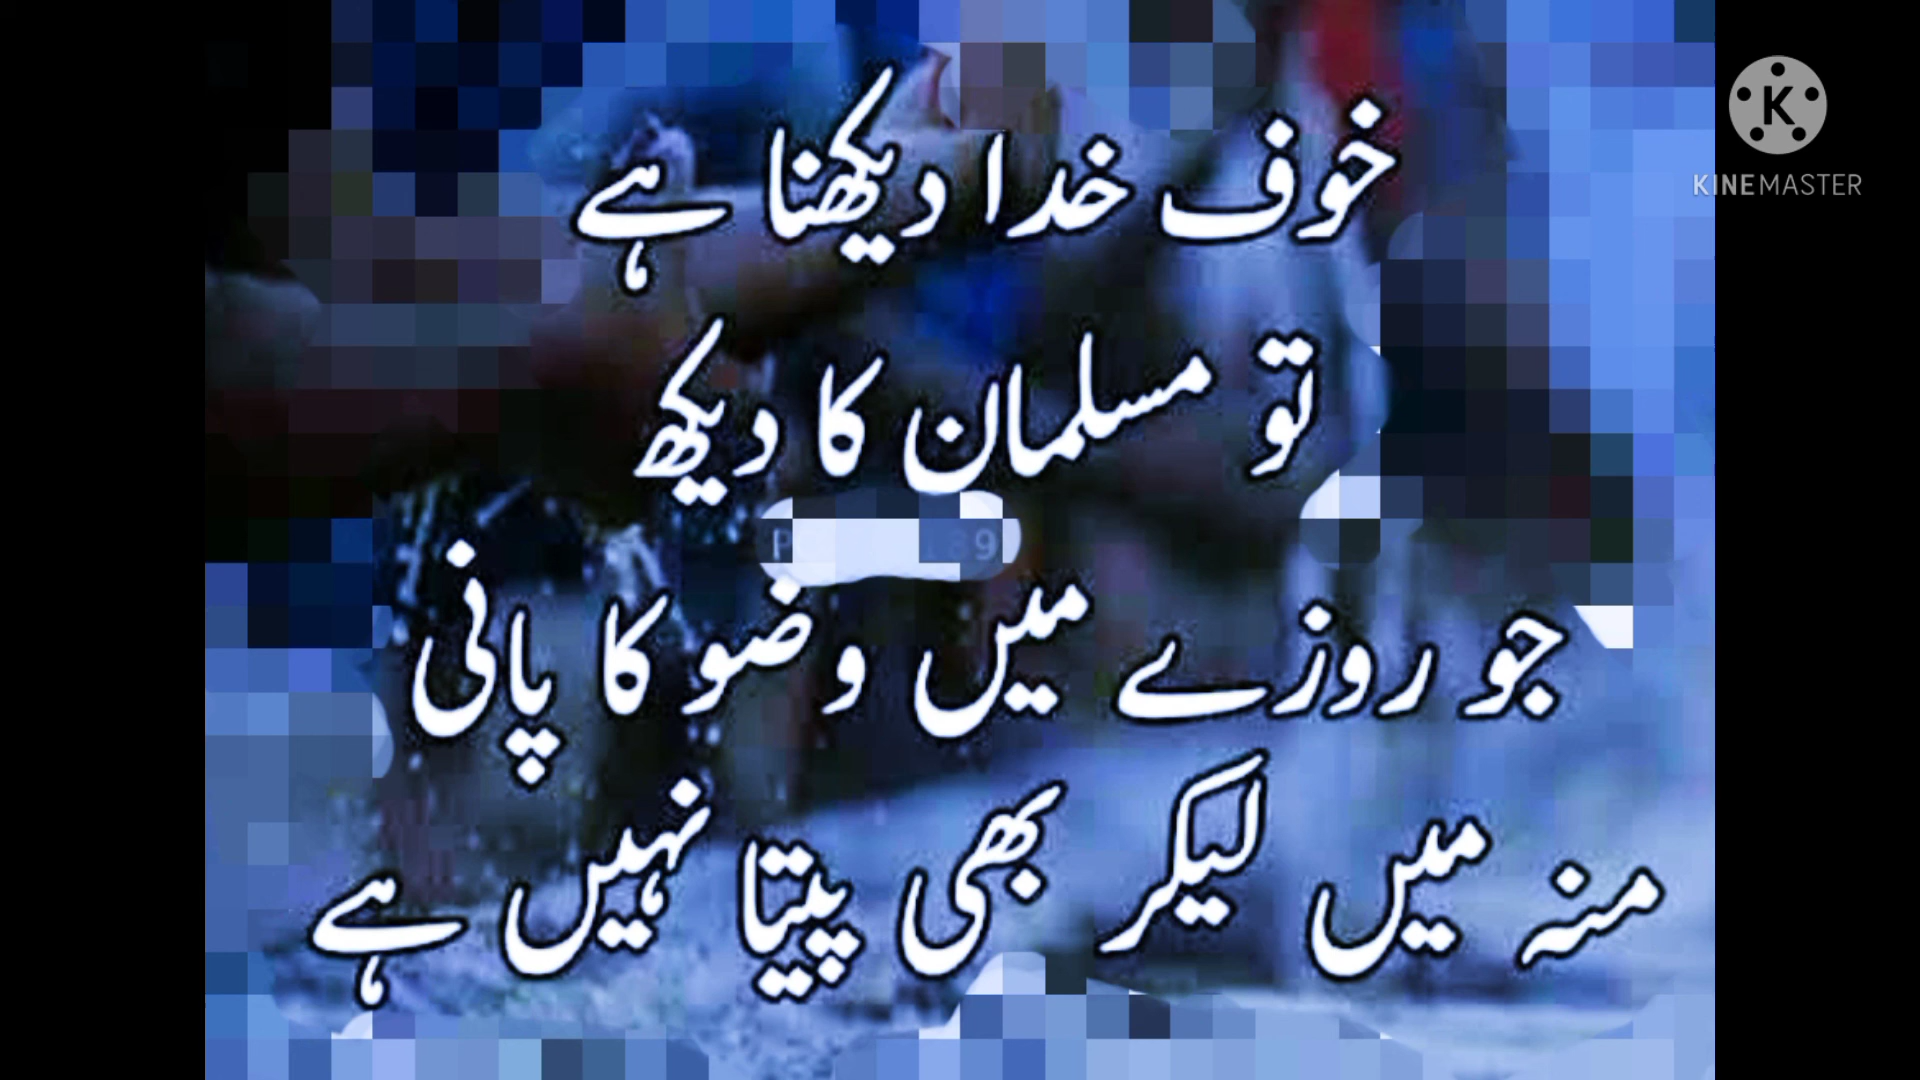 خوف خدا دیکھنا ہے
تو مسلمان کا دیکھ
جو روزے میں وضو کا پانی
منہ میں لیکر بھی پیتا نہیں ہے
KINEMASTER